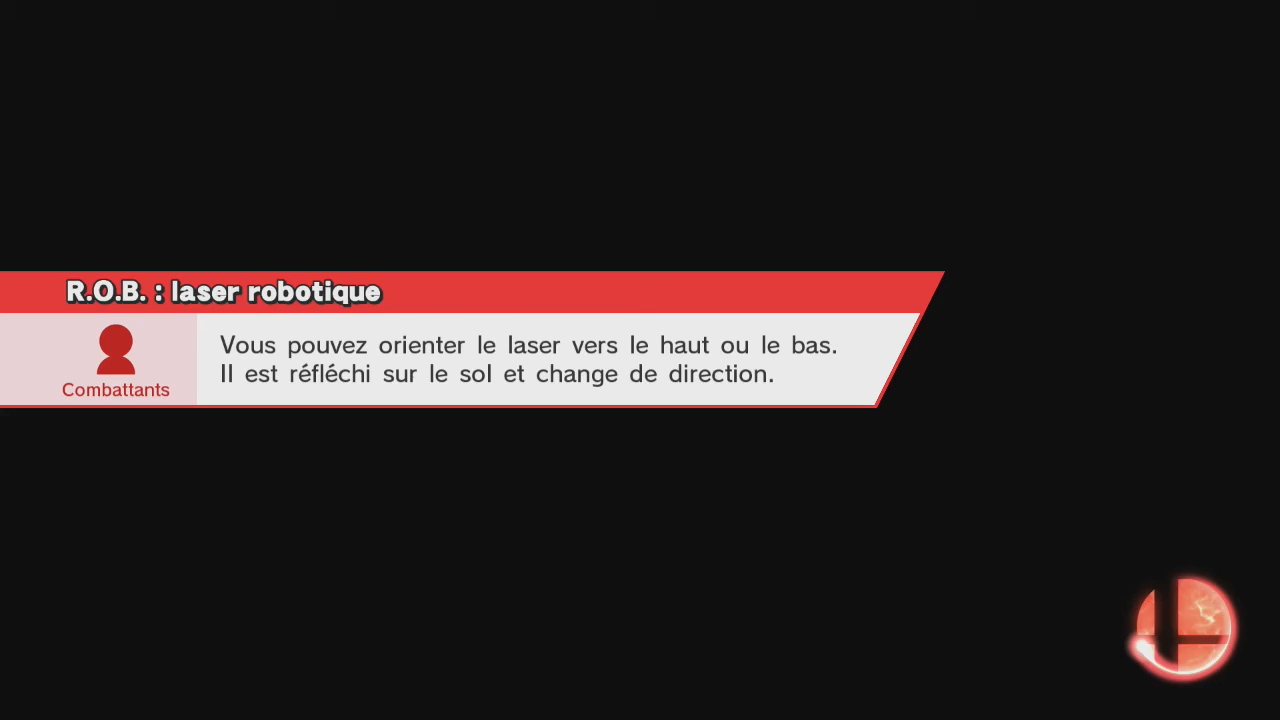 R.O.B. : laser robotique
Combattants
Vous pouvez orienter le laser vers le haut ou le bas.
Il est réfléchi sur le sol et change de direction.